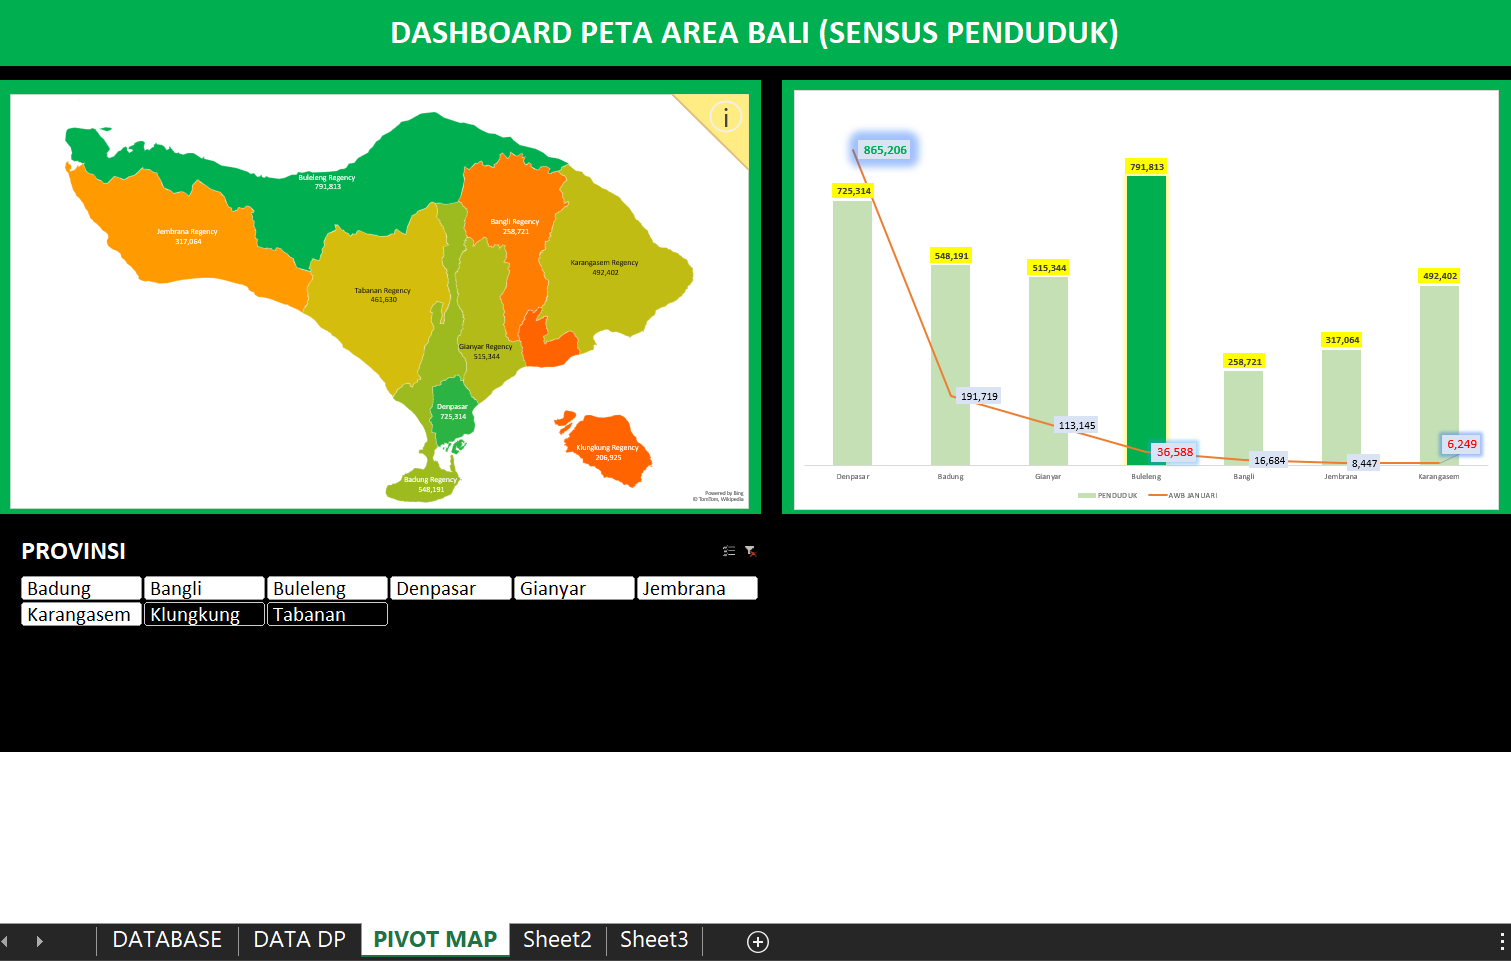 DASHBOARD PETA AREA BALI (SENSUS PENDUDUK)
i
Buleleng Regency
791,813
Jembrana Regency
317,064
Bangli Regency
258,721
Karangasem Regency
492,402
Tabanan Regency
461,630
Gianyar Regency
515,344
Denpasar
725,314
Klungkung Regency
206,925
Badung Regency
548,191
Powered by Bing
© TomTom, Wikipedia
865,206
725,314
548,191
515,344
791,813
258,721
317,064
492,402
191,719
113,145
36,588
16,684
8,447
6,249
Denpasar
Badung
Gianyar
Buleleng
Bangli
Jembrana
Karangasem
PENDUDUK
AWB JANUARI
PROVINSI
Badung
Bangli
Buleleng
Denpasar
Gianyar
Jembrana
Karangasem
Klungkung
Tabanan
DATABASE
DATA DP
PIVOT MAP
Sheet2
Sheet3